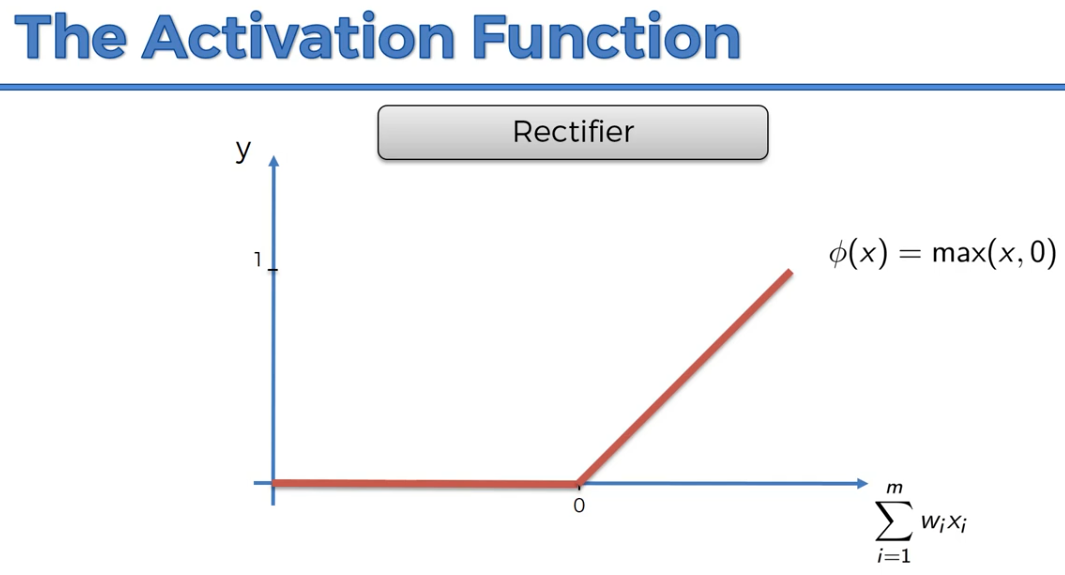 The Activation Function
Rectifier
y
1
ϕ(x) = max(x, 0)
0
m
∑ wᵢxᵢ
i=1